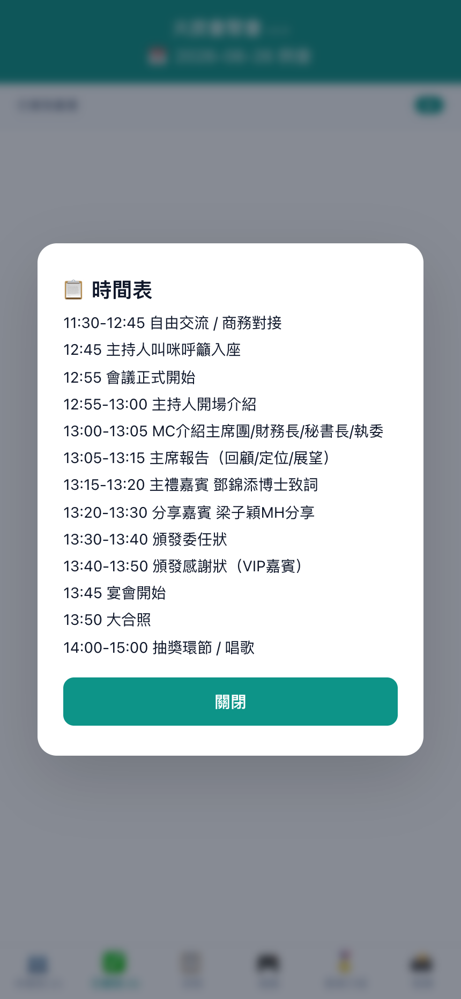 時間表
11:30-12:45 自由交流 / 商務對接
12:45 主持人叫咪呼籲入座
12:55 會議正式開始
12:55-13:00 主持人開場介紹
13:00-13:05 MC介紹主席團/財務長/秘書長/執委
13:05-13:15 主席報告（回顧/定位/展望）
13:15-13:20 主禮嘉賓 鄧錦添博士致詞
13:20-13:30 分享嘉賓 梁子穎MH分享
13:30-13:40 頒發委任狀
13:40-13:50 頒發感謝狀（VIP嘉賓）
13:45 宴會開始
13:50 大合照
14:00-15:00 抽獎環節 / 唱歌
關閉